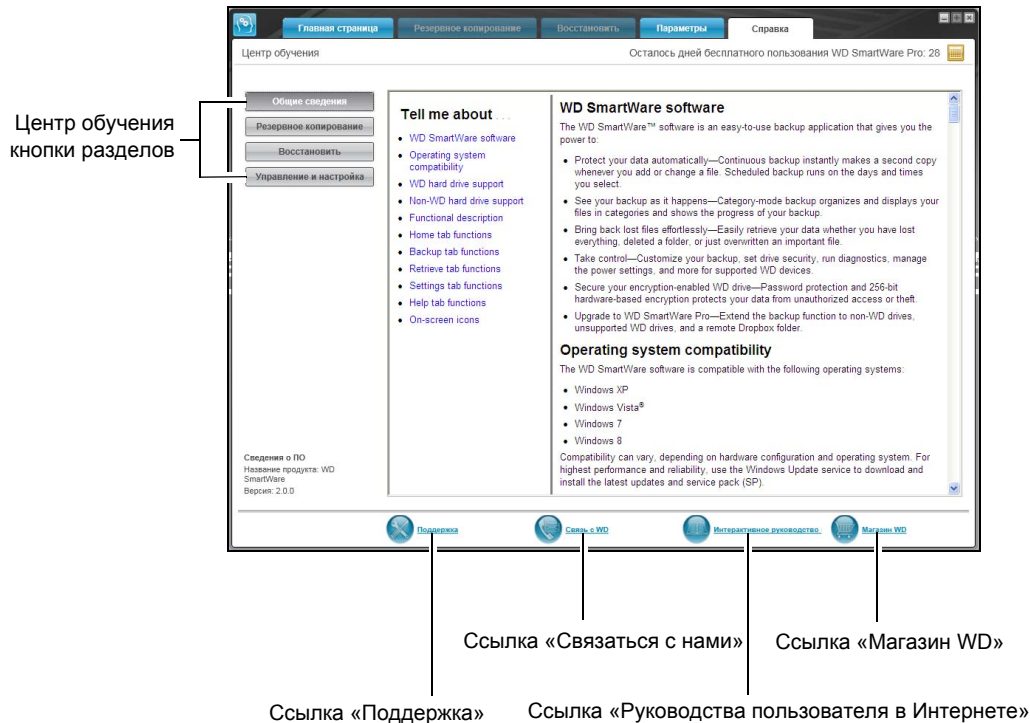 Главная страница
Резервное копирование
Восстановить
Параметры
Справка
Центр обучения
Осталось дней бесплатного пользования WD SmartWare Pro: 28
Центр обучения
кнопки разделов
Общие сведения
Резервное копирование
Восстановить
Управление и настройка
Tell me about . . .
• WD SmartWare software
• Operating system
compatibility
• WD hard drive support
• Non-WD hard drive support
• Functional description
• Home tab functions
• Backup tab functions
• Retrieve tab functions
• Settings tab functions
• Help tab functions
• On-screen icons
WD SmartWare software
The WD SmartWare™ software is an easy-to-use backup application that gives you the
power to:
• Protect your data automatically—Continuous backup instantly makes a second copy
whenever you add or change a file. Scheduled backup runs on the days and times
you select.
• See your backup as it happens—Category-mode backup organizes and displays your
files in categories and shows the progress of your backup.
• Bring back lost files effortlessly—Easily retrieve your data whether you have lost
everything, deleted a folder, or just overwritten an important file.
• Take control—Customize your backup, set drive security, run diagnostics, manage
the power settings, and more for supported WD devices.
• Secure your encryption-enabled WD drive—Password protection and 256-bit
hardware-based encryption protects your data from unauthorized access or theft.
• Upgrade to WD SmartWare Pro—Extend the backup function to non-WD drives,
unsupported WD drives, and a remote Dropbox folder.
Operating system compatibility
The WD SmartWare software is compatible with the following operating systems:
• Windows XP
• Windows Vista®
• Windows 7
• Windows 8
Compatibility can vary, depending on hardware configuration and operating system. For
highest performance and reliability, use the Windows Update service to download and
install the latest updates and service pack (SP).
Сведения о ПО
Название продукта: WD
SmartWare
Версия: 2.0.0
Поддержка
Связь с WD
Интерактивное руководство
Магазин WD
Ссылка «Связаться с нами»
Ссылка «Магазин WD»
Ссылка «Поддержка»
Ссылка «Руководства пользователя в Интернете»